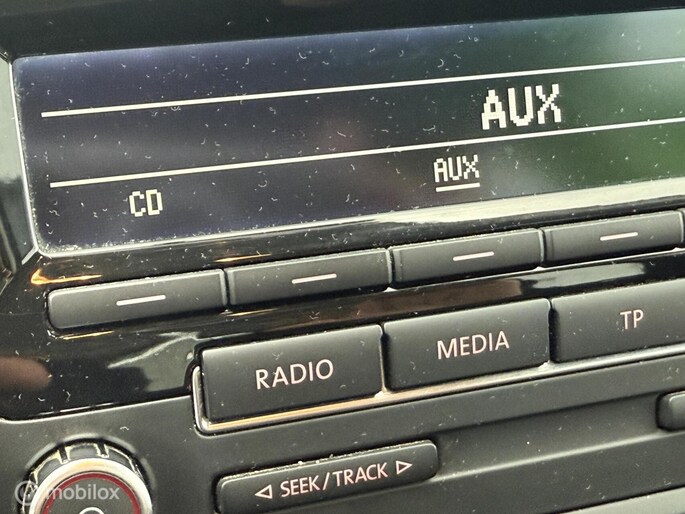 AUX
CD AUX
RADIO MEDIA TP
◁ SEEK/TRACK ▷
mobilox